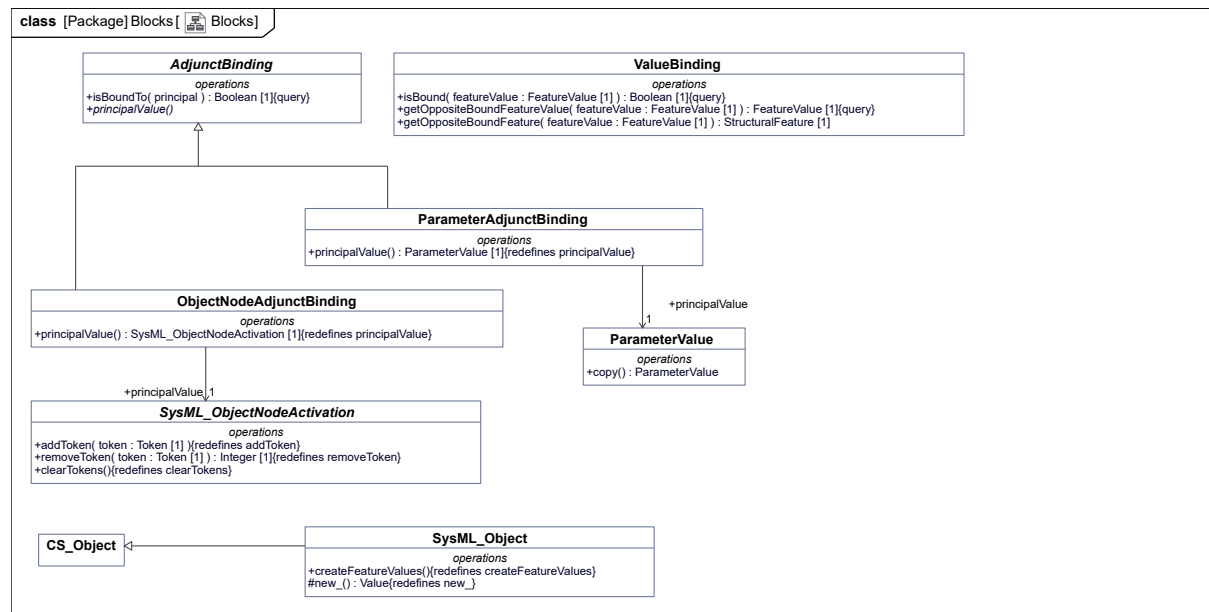 class [Package] Blocks [ Blocks]
AdjunctBinding
operations
+isBoundTo( principal ) : Boolean [1]{query}
+principalValue()
ValueBinding
operations
+isBound( featureValue : FeatureValue [1] ) : Boolean [1]{query}
+getOppositeBoundFeatureValue( featureValue : FeatureValue [1] ) : FeatureValue [1]{query}
+getOppositeBoundFeature( featureValue : FeatureValue [1] ) : StructuralFeature [1]
ParameterAdjunctBinding
operations
+principalValue() : ParameterValue [1]{redefines principalValue}
ObjectNodeAdjunctBinding
operations
+principalValue() : SysML_ObjectNodeActivation [1]{redefines principalValue}
+principalValue
1
ParameterValue
operations
+copy() : ParameterValue
+principalValue 1
SysML_ObjectNodeActivation
operations
+addToken( token : Token [1] ){redefines addToken}
+removeToken( token : Token [1] ) : Integer [1]{redefines removeToken}
+clearTokens(){redefines clearTokens}
CS_Object
SysML_Object
operations
+createFeatureValues(){redefines createFeatureValues}
#new_() : Value{redefines new_}